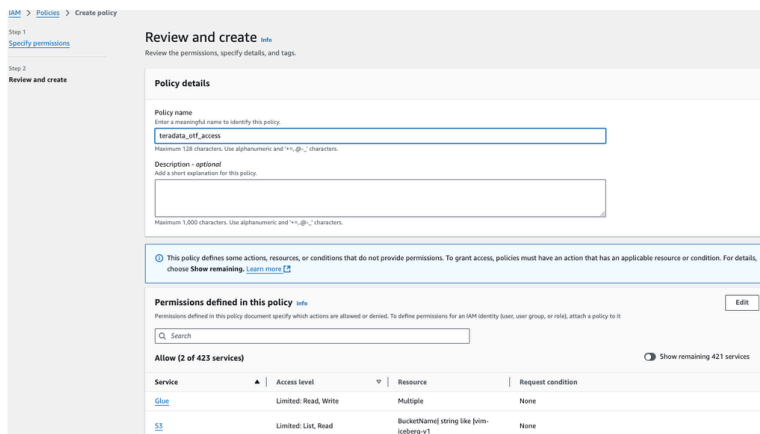 IAM > Policies > Create policy
Step 1
Specify permissions
Step 2
Review and create
Review and create Info
Review the permissions, specify details, and tags.
Policy details
Policy name
Enter a meaningful name to identify this policy.
teradata_otf_access
Maximum 128 characters. Use alphanumeric and '+=,.@-_' characters.
Description - optional
Add a short explanation for this policy.
Maximum 1,000 characters. Use alphanumeric and '+=,.@-_' characters.
This policy defines some actions, resources, or conditions that do not provide permissions. To grant access, policies must have an action that has an applicable resource or condition. For details,
choose Show remaining. Learn more
Permissions defined in this policy Info
Edit
Permissions defined in this policy document specify which actions are allowed or denied. To define permissions for an IAM identity (user, user group, or role), attach a policy to it
Search
Allow (2 of 423 services)
Show remaining 421 services
Service Access level Resource Request condition
Glue Limited: Read, Write Multiple None
S3 Limited: List, Read BucketName| string like |vim-
iceberg-v1 None